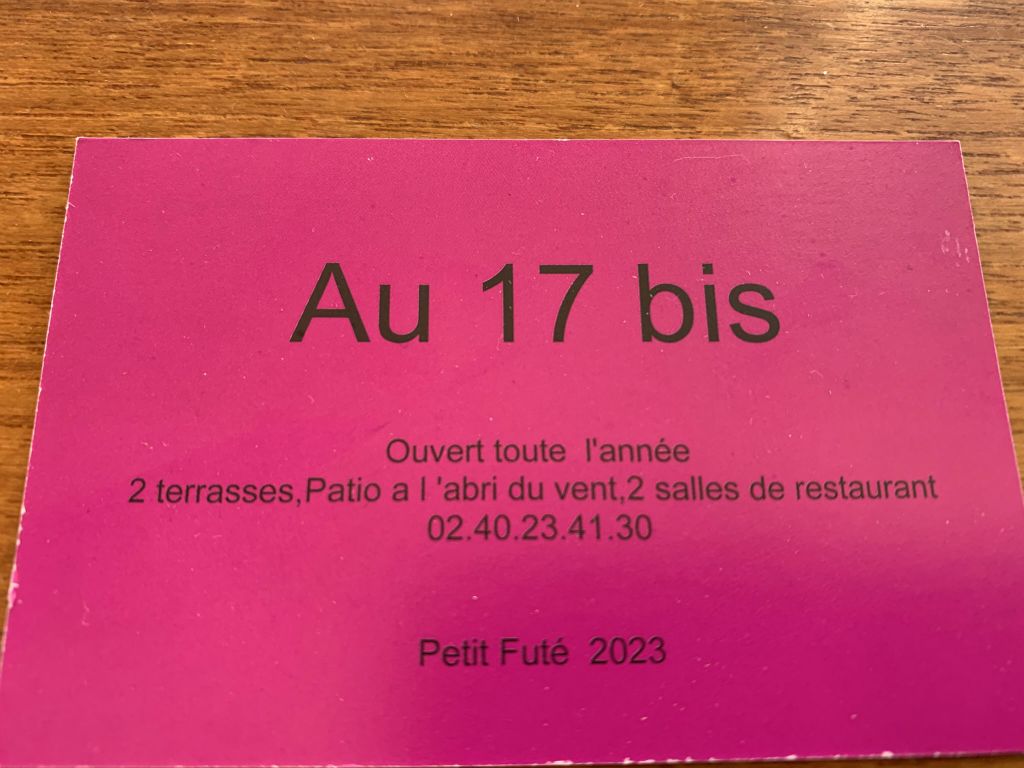 Au 17 bis
Ouvert toute  l'année
2 terrasses,Patio a l 'abri du vent,2 salles de restaurant
02.40.23.41.30
Petit Futé  2023